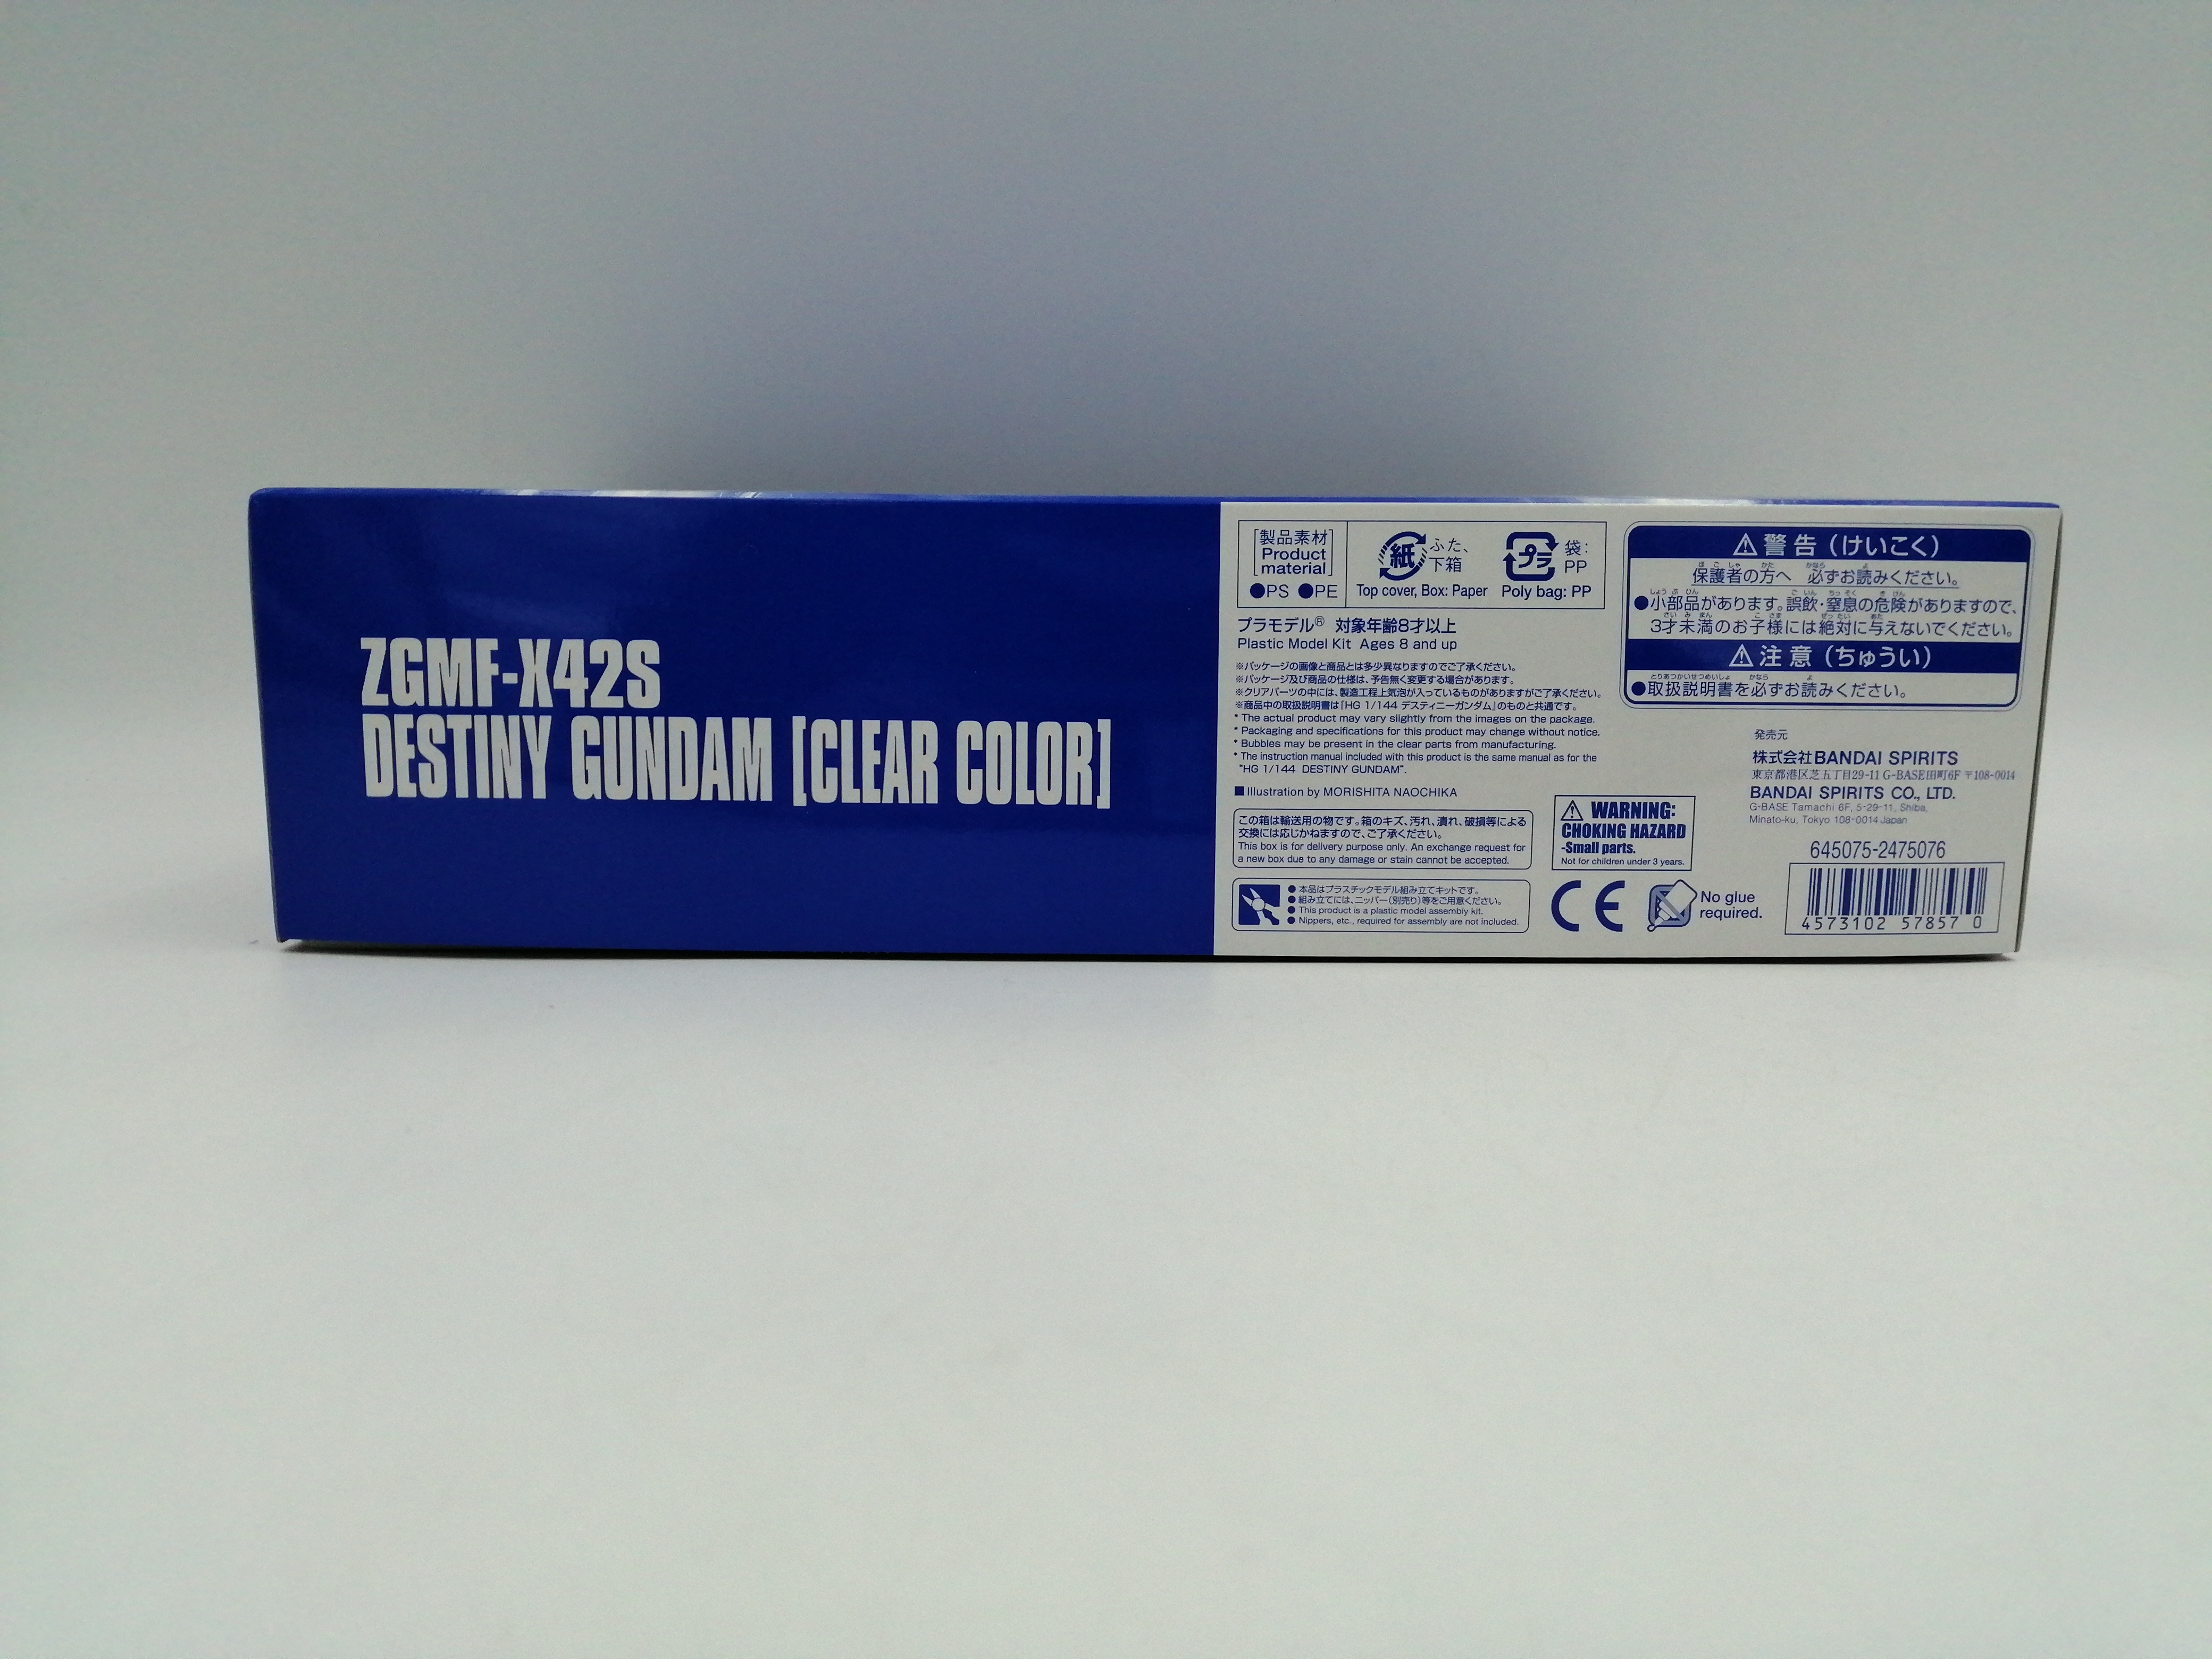 ZGMF-X42S
DESTINY GUNDAM [CLEAR COLOR]
[製品素材
Product
material]
●PS ●PE
紙
ふた、
下箱
Top cover, Box: Paper
プラ
袋:
PP
Poly bag: PP
プラモデル® 対象年齢8才以上
Plastic Model Kit Ages 8 and up
※パッケージの画像と商品とは多少異なりますのでご了承ください。
※パッケージ及び商品の仕様は、予告無く変更する場合があります。
※クリアパーツの中には、製造工程上気泡が入っているものがありますがご了承ください。
※商品中の取扱説明書は「HG 1/144 デスティニーガンダム」のものと共通です。
* The actual product may vary slightly from the images on the package.
* Packaging and specifications for this product may change without notice.
* Bubbles may be present in the clear parts from manufacturing.
* The instruction manual included with this product is the same manual as for the
"HG 1/144 DESTINY GUNDAM".
■Illustration by MORISHITA NAOCHIKA
この箱は輸送用の物です。箱のキズ、汚れ、潰れ、破損等による
交換には応じかねますので、ご了承ください。
This box is for delivery purpose only. An exchange request for
a new box due to any damage or stain cannot be accepted.
●本品はプラスチックモデル組み立てキットです。
●組み立てには、ニッパー(別売り)等をご用意ください。
●This product is a plastic model assembly kit.
●Nippers, etc., required for assembly are not included.
⚠警告(けいこく)
保護者の方へ 必ずお読みください。
●小部品があります。誤飲・窒息の危険がありますので、
3才未満のお子様には絶対に与えないでください。
⚠注意(ちゅうい)
●取扱説明書を必ずお読みください。
発売元
株式会社BANDAI SPIRITS
東京都港区芝五丁目29-11 G-BASE田町6F 〒108-0014
BANDAI SPIRITS CO., LTD.
G-BASE Tamachi 6F, 5-29-11, Shiba,
Minato-ku, Tokyo 108-0014 Japan
⚠ WARNING:
CHOKING HAZARD
-Small parts.
Not for children under 3 years.
CE
No glue
required.
645075-2475076
4573102 57857 0